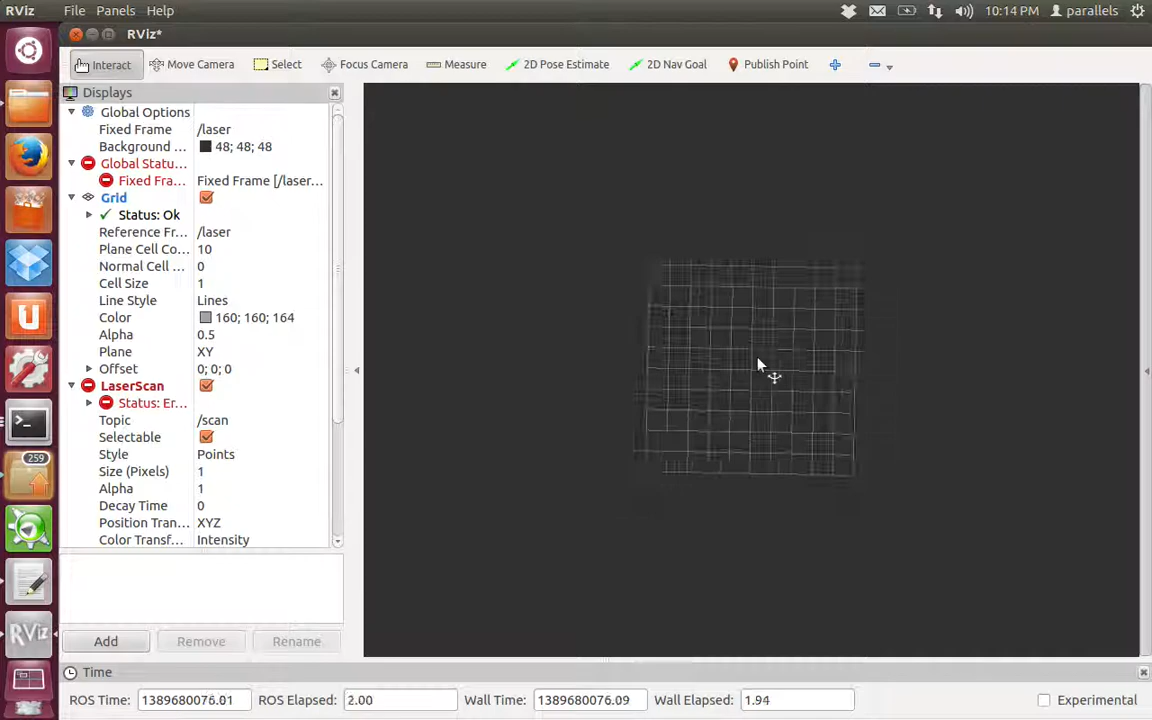 RViz File Panels Help 10:14 PM parallels
RViz*
Interact Move Camera Select Focus Camera Measure 2D Pose Estimate 2D Nav Goal Publish Point
Displays
Global Options
Fixed Frame /laser
Background ... 48; 48; 48
Global Statu...
Fixed Fra... Fixed Frame [/laser...
Grid
Status: Ok
Reference Fr... /laser
Plane Cell Co... 10
Normal Cell ... 0
Cell Size 1
Line Style Lines
Color 160; 160; 164
Alpha 0.5
Plane XY
Offset 0; 0; 0
LaserScan
Status: Er...
Topic /scan
Selectable
Style Points
Size (Pixels) 1
Alpha 1
Decay Time 0
Position Tran... XYZ
Color Transf... Intensity
259
RViz
Add Remove Rename
Time
ROS Time: 1389680076.01 ROS Elapsed: 2.00 Wall Time: 1389680076.09 Wall Elapsed: 1.94 Experimental